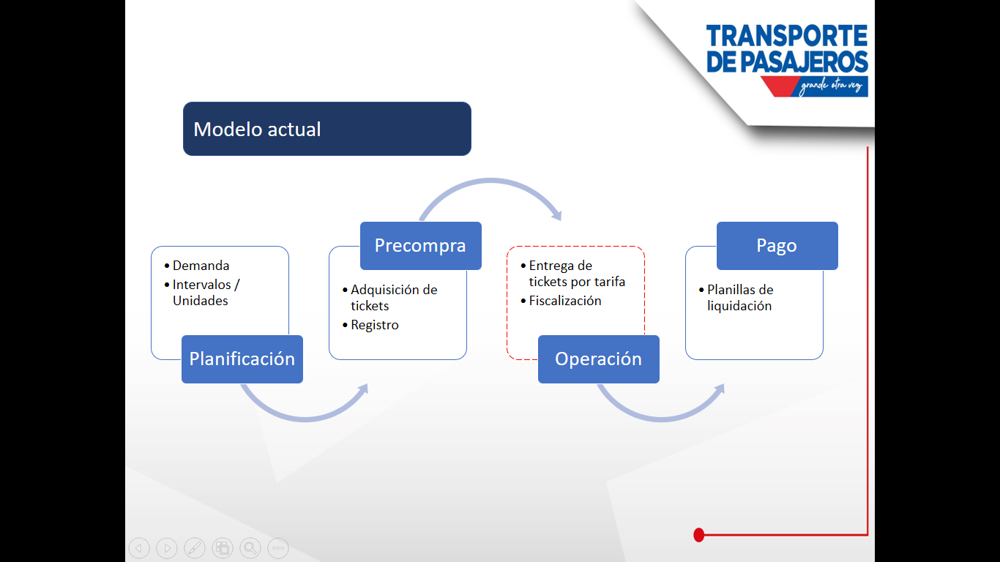 TRANSPORTE
DE PASAJEROS
grande otra vez
Modelo actual
• Demanda
• Intervalos /
Unidades
Planificación
Precompra
• Adquisición de
tickets
• Registro
• Entrega de
tickets por tarifa
• Fiscalización
Operación
Pago
• Planillas de
liquidación